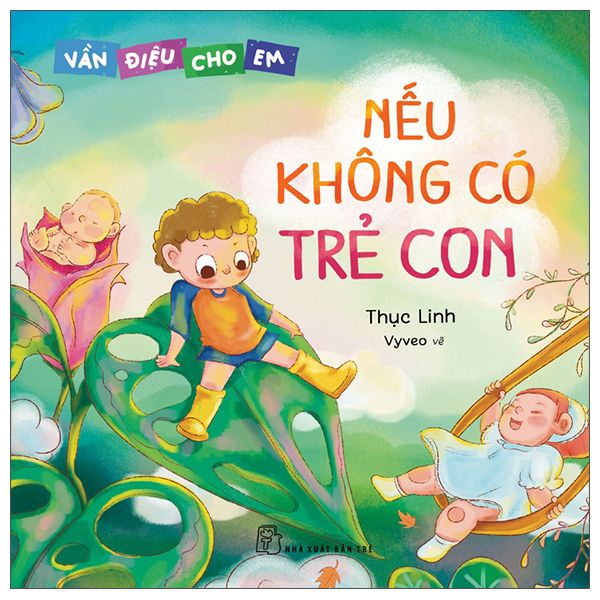 VẦN ĐIỆU CHO EM
NẾU
KHÔNG CÓ
TRẺ CON
Thục Linh
Vyveo vẽ
NHÀ XUẤT BẢN TRẺ